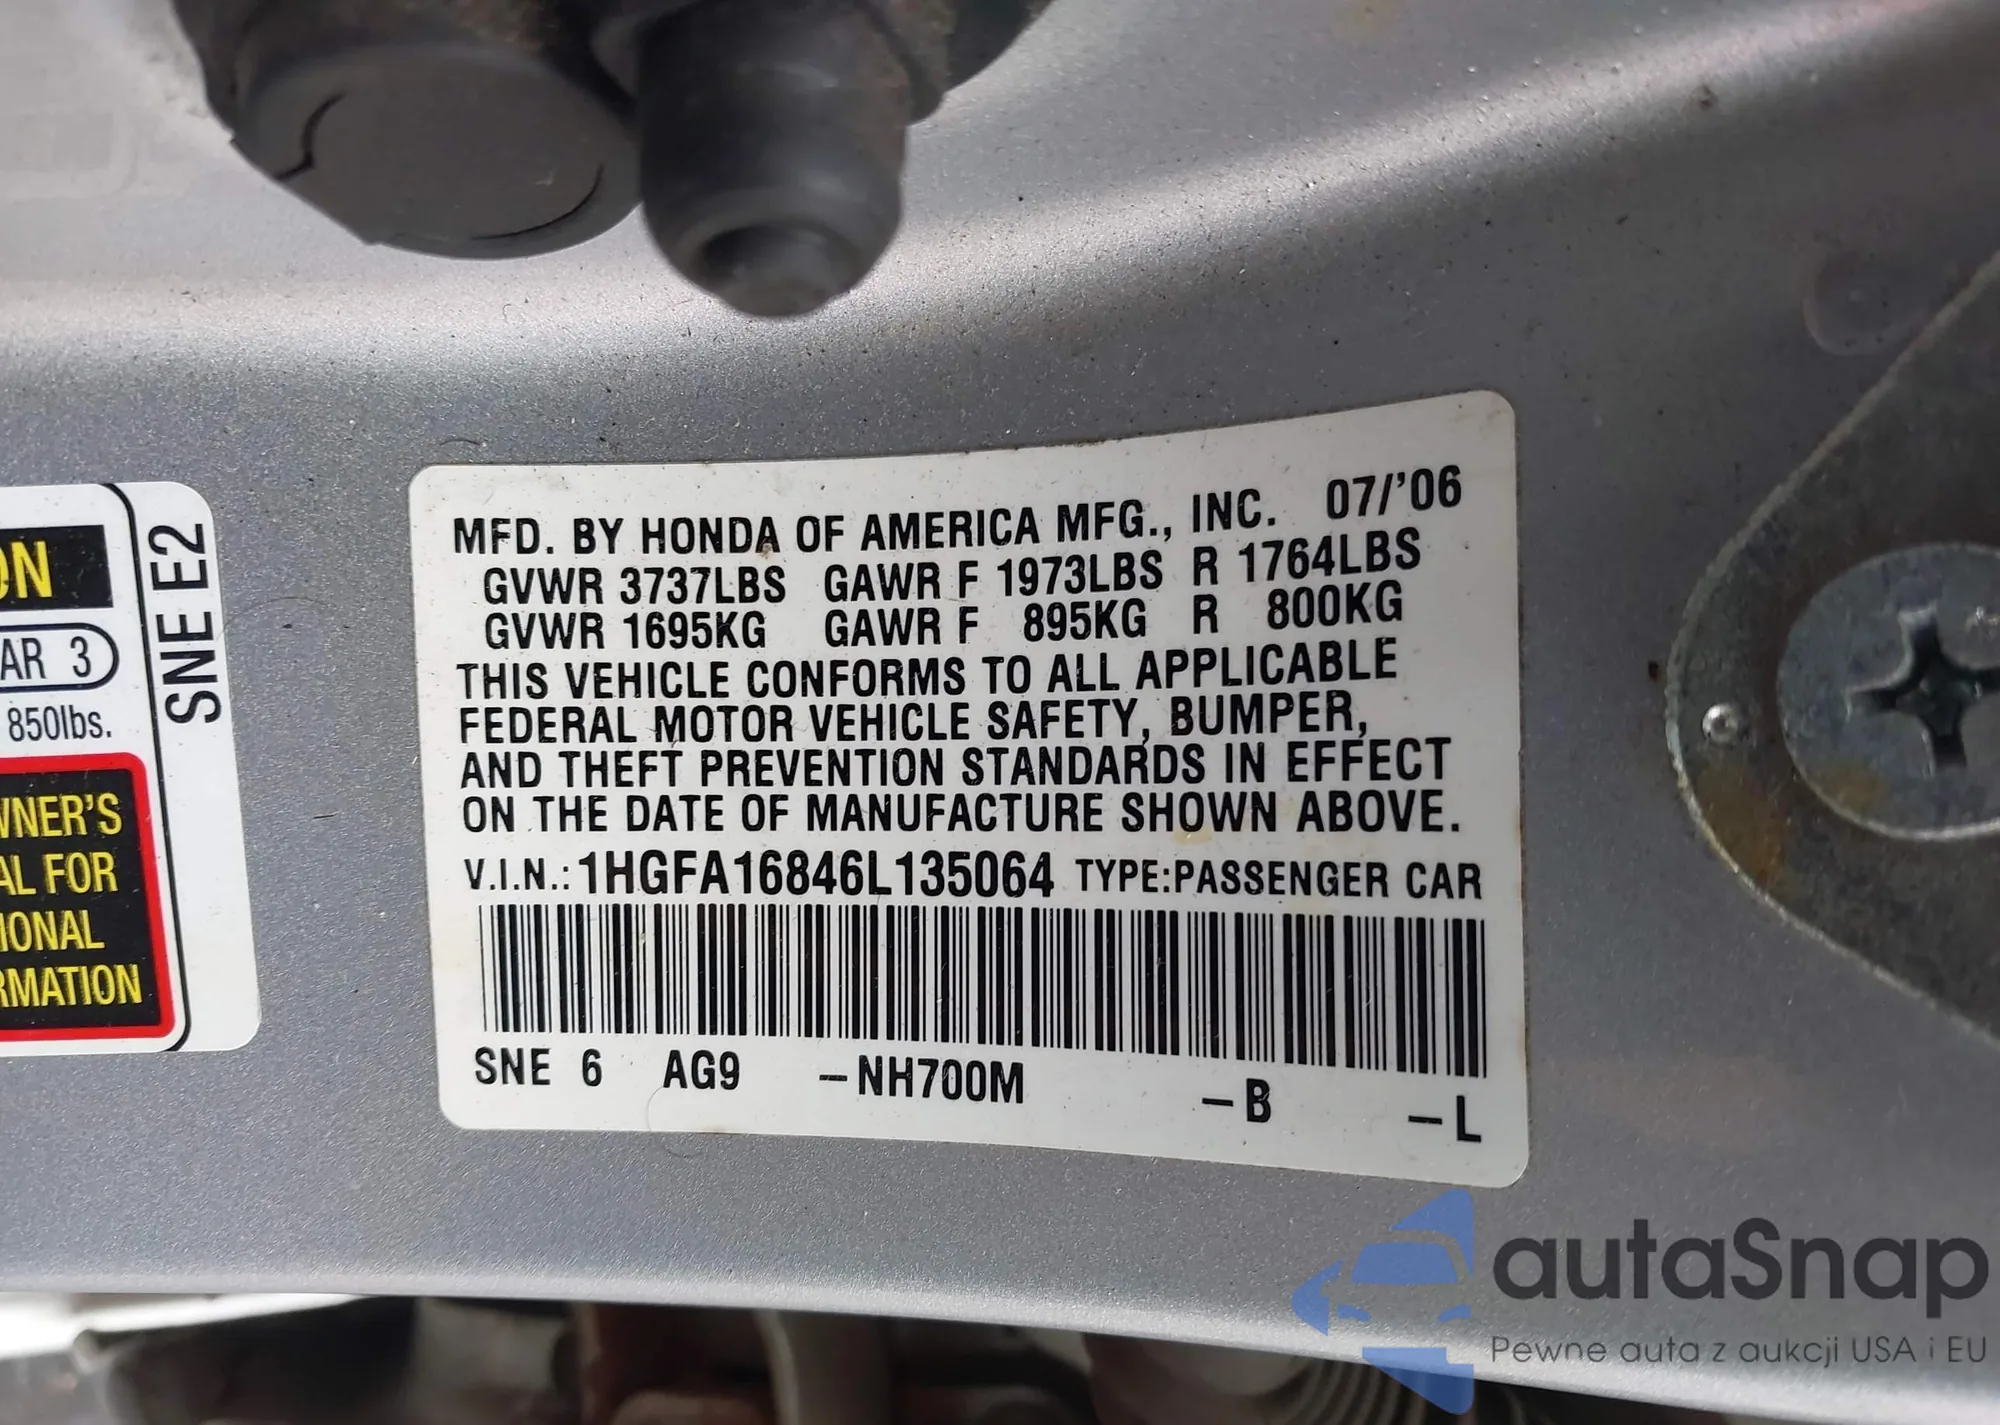 MFD. BY HONDA OF AMERICA MFG., INC. 07/'06
GVWR 3737LBS GAWR F 1973LBS R 1764LBS
GVWR 1695KG GAWR F 895KG R 800KG
THIS VEHICLE CONFORMS TO ALL APPLICABLE
FEDERAL MOTOR VEHICLE SAFETY, BUMPER,
AND THEFT PREVENTION STANDARDS IN EFFECT
ON THE DATE OF MANUFACTURE SHOWN ABOVE.
V.I.N.: 1HGFA16846L135064 TYPE:PASSENGER CAR
SNE 6 AG9 -NH700M -B -L
ON
AR 3
850lbs.
WNER'S
AL FOR
IONAL
RMATION
SNE E2
autaSnap
Pewne auta z aukcji USA i EU